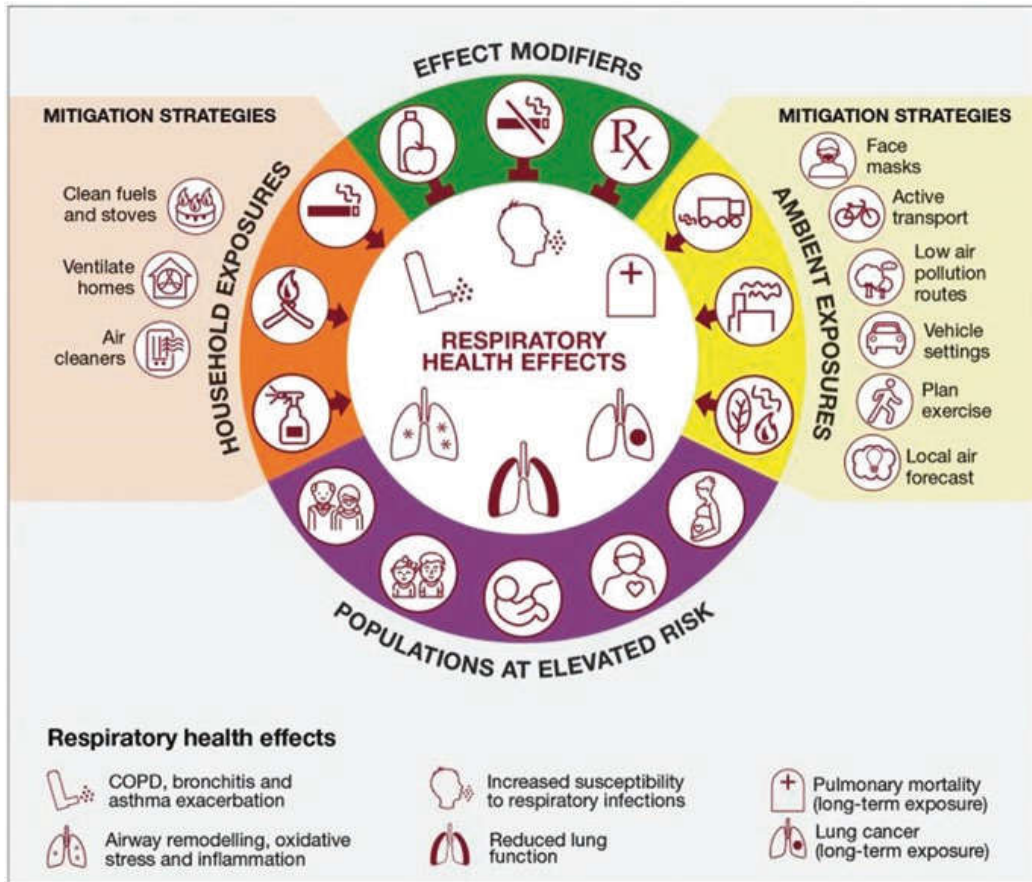 EFFECT MODIFIERS
MITIGATION STRATEGIES
Clean fuels
and stoves
Ventilate
homes
Air
cleaners
HOUSEHOLD EXPOSURES
RX
RESPIRATORY
HEALTH EFFECTS
AMBIENT EXPOSURES
MITIGATION STRATEGIES
Face
masks
Active
transport
Low air
pollution
routes
Vehicle
settings
Plan
exercise
Local air
forecast
POPULATIONS AT ELEVATED RISK
Respiratory health effects
COPD, bronchitis and
asthma exacerbation
Increased susceptibility
to respiratory infections
Pulmonary mortality
(long-term exposure)
Airway remodelling, oxidative
stress and inflammation
Reduced lung
function
Lung cancer
(long-term exposure)